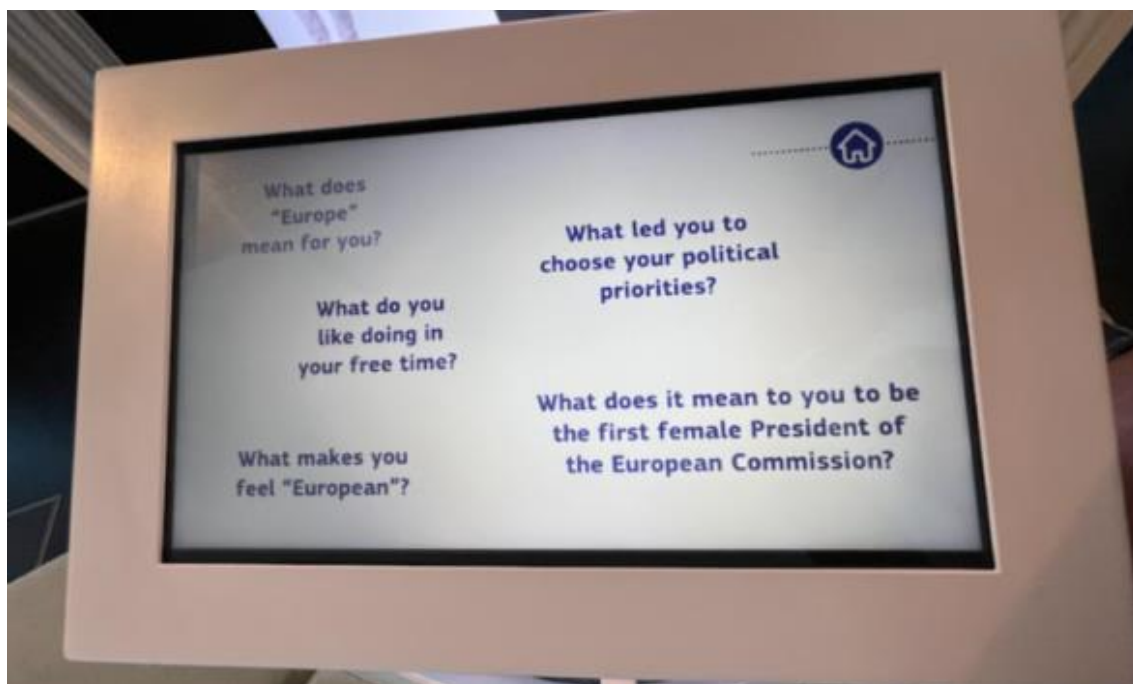 What does
"Europe"
mean for you?
What do you
like doing in
your free time?
What makes you
feel "European"?
What led you to
choose your political
priorities?
What does it mean to you to be
the first female President of
the European Commission?